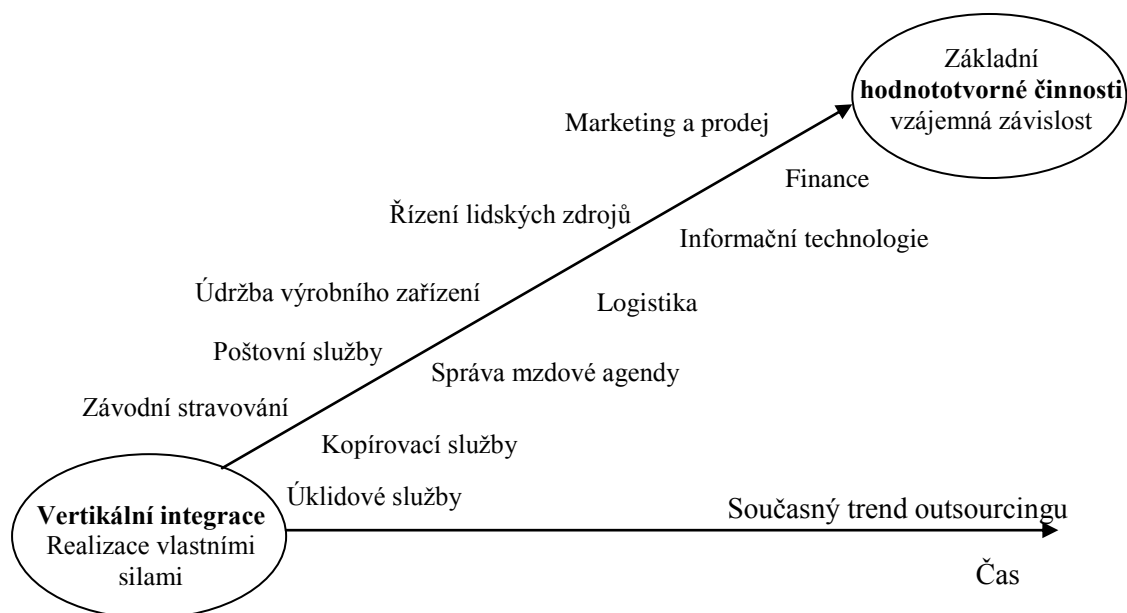 Základní
hodnototvorné činnosti
vzájemná závislost
Marketing a prodej
Finance
Řízení lidských zdrojů
Informační technologie
Údržba výrobního zařízení
Logistika
Poštovní služby
Správa mzdové agendy
Závodní stravování
Kopírovací služby
Úklidové služby
Vertikální integrace
Realizace vlastními
silami
Současný trend outsourcingu
Čas